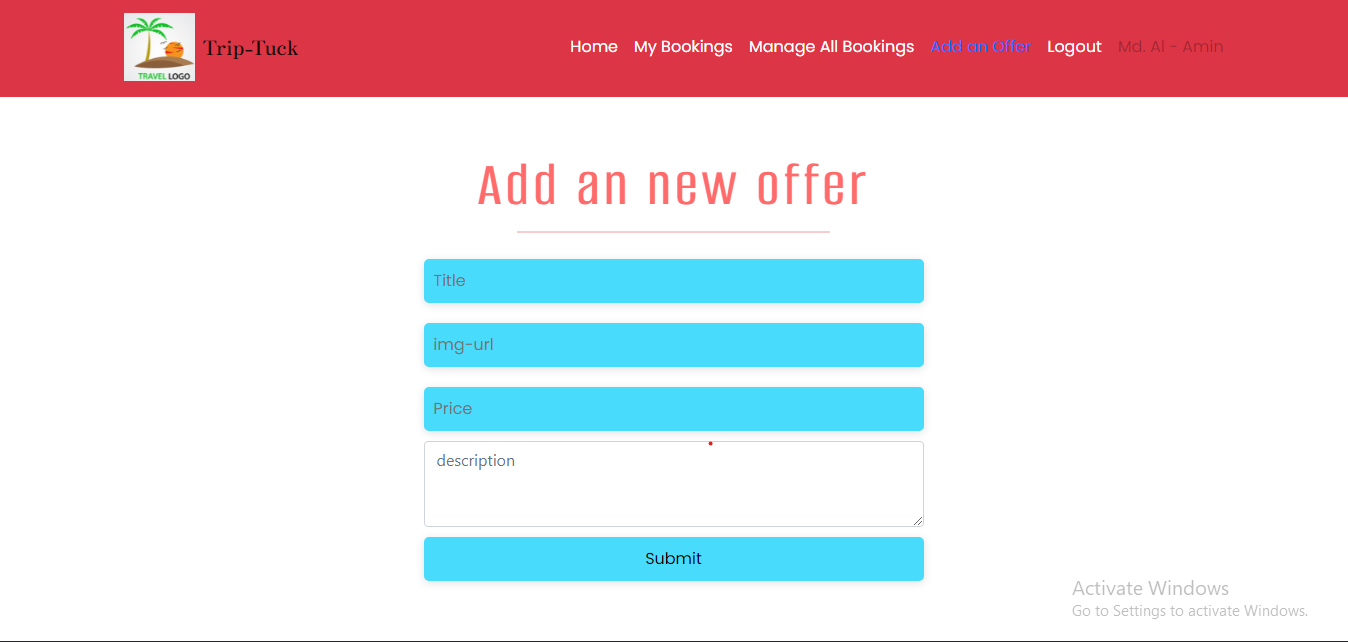 TRAVEL LOGO
Trip-Tuck
Home My Bookings Manage All Bookings Add an Offer Logout Md. Al - Amin
Add an new offer
Title
img-url
Price
description
Submit
Activate Windows
Go to Settings to activate Windows.